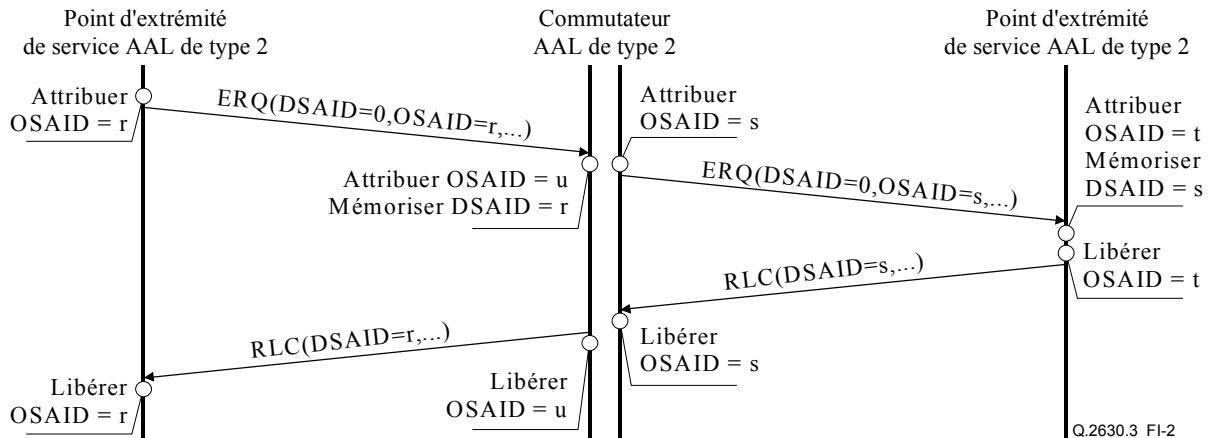 Point d'extrémité
de service AAL de type 2
Commutateur
AAL de type 2
Point d'extrémité
de service AAL de type 2
Attribuer
OSAID = r
ERQ(DSAID=0,OSAID=r,...)
Attribuer
OSAID = s
Attribuer OSAID = u
Mémoriser DSAID = r
ERQ(DSAID=0,OSAID=s,...)
Attribuer
OSAID = t
Mémoriser
DSAID = s
Libérer
OSAID = t
RLC(DSAID=s,...)
Libérer
OSAID = s
RLC(DSAID=r,...)
Libérer
OSAID = u
Libérer
OSAID = r
Q.2630.3_FI-2